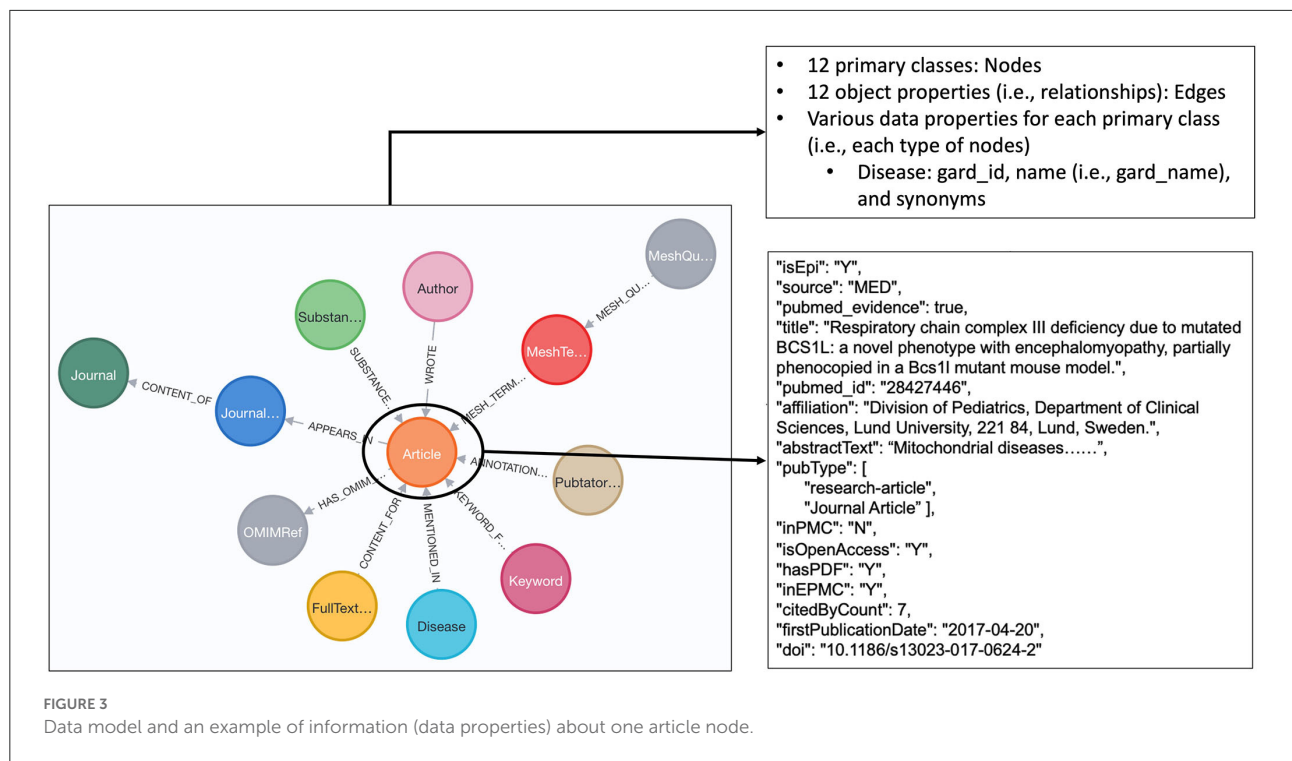 • 12 primary classes: Nodes
• 12 object properties (i.e., relationships): Edges
• Various data properties for each primary class
(i.e., each type of nodes)
• Disease: gard_id, name (i.e., gard_name),
and synonyms
MeshQu...
Author
Substan...
MESH_QU...
MeshTe...
WROTE
SUBSTANCE...
Journal
CONTENT_OF
Journal...
MESH_TERM...
APPEARS_IN
Article
ANNOTATION...
Pubtator...
HAS_OMIM_...
OMIMRef
CONTENT_FOR
MENTIONED_IN
KEYWORD_F...
Keyword
FullText...
Disease
"isEpi": "Y",
"source": "MED",
"pubmed_evidence": true,
"title": "Respiratory chain complex III deficiency due to mutated
BCS1L: a novel phenotype with encephalomyopathy, partially
phenocopied in a Bcs1l mutant mouse model.",
"pubmed_id": "28427446",
"affiliation": "Division of Pediatrics, Department of Clinical
Sciences, Lund University, 221 84, Lund, Sweden.",
"abstractText": “Mitochondrial diseases……”,
"pubType": [
"research-article",
"Journal Article” ],
"inPMC": "N",
"isOpenAccess": "Y",
"hasPDF": "Y",
"inEPMC": "Y",
"citedByCount": 7,
"firstPublicationDate": "2017-04-20",
"doi": "10.1186/s13023-017-0624-2"
FIGURE 3
Data model and an example of information (data properties) about one article node.